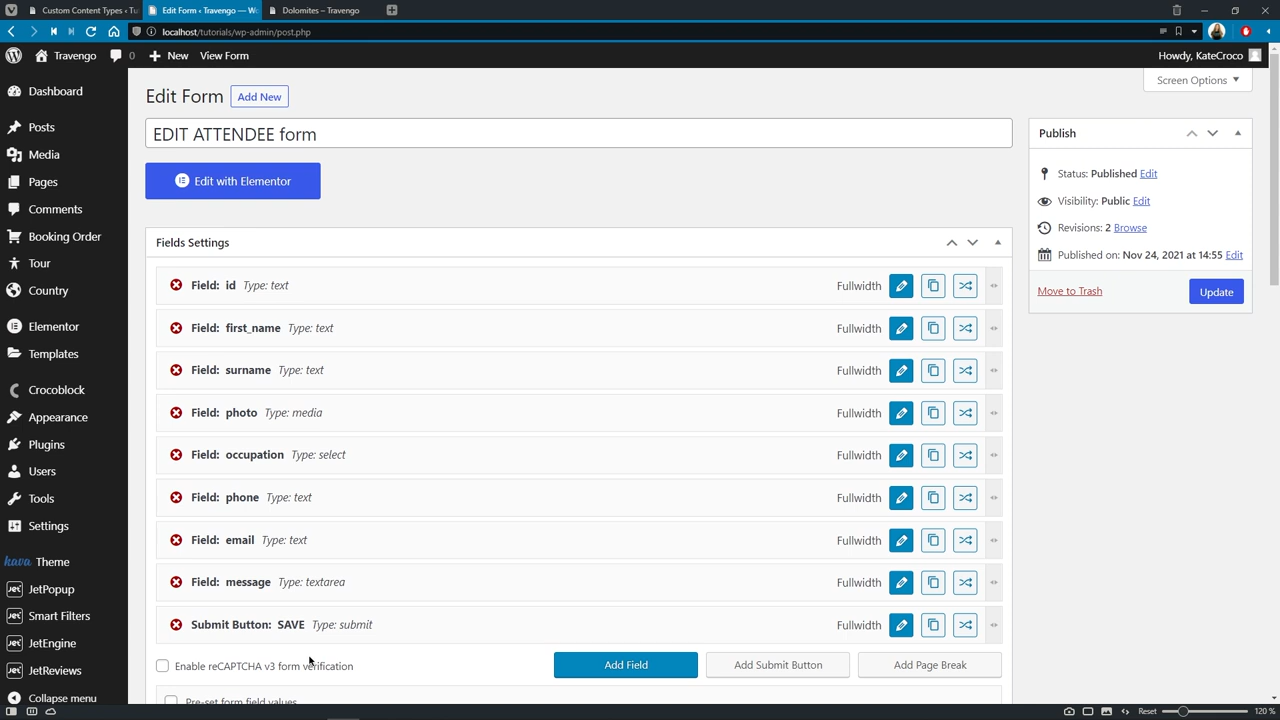 Custom Content Types ‹ Tu
Edit Form ‹ Travengo — Wo
Dolomites – Travengo
localhost/tutorials/wp-admin/post.php
Travengo
0
New
View Form
Howdy, KateCroco
Screen Options
Dashboard
Posts
Media
Pages
Comments
Booking Order
Tour
Country
Elementor
Templates
Crocoblock
Appearance
Plugins
Users
Tools
Settings
kava Theme
JetPopup
Smart Filters
JetEngine
JetReviews
Collapse menu
Edit Form
Add New
EDIT ATTENDEE form
Edit with Elementor
Fields Settings
Field: id Type: text Fullwidth
Field: first_name Type: text Fullwidth
Field: surname Type: text Fullwidth
Field: photo Type: media Fullwidth
Field: occupation Type: select Fullwidth
Field: phone Type: text Fullwidth
Field: email Type: text Fullwidth
Field: message Type: textarea Fullwidth
Submit Button: SAVE Type: submit Fullwidth
Enable reCAPTCHA v3 form verification
Add Field
Add Submit Button
Add Page Break
Pre-set form field values
Publish
Status: Published Edit
Visibility: Public Edit
Revisions: 2 Browse
Published on: Nov 24, 2021 at 14:55 Edit
Move to Trash
Update
Reset
120 %